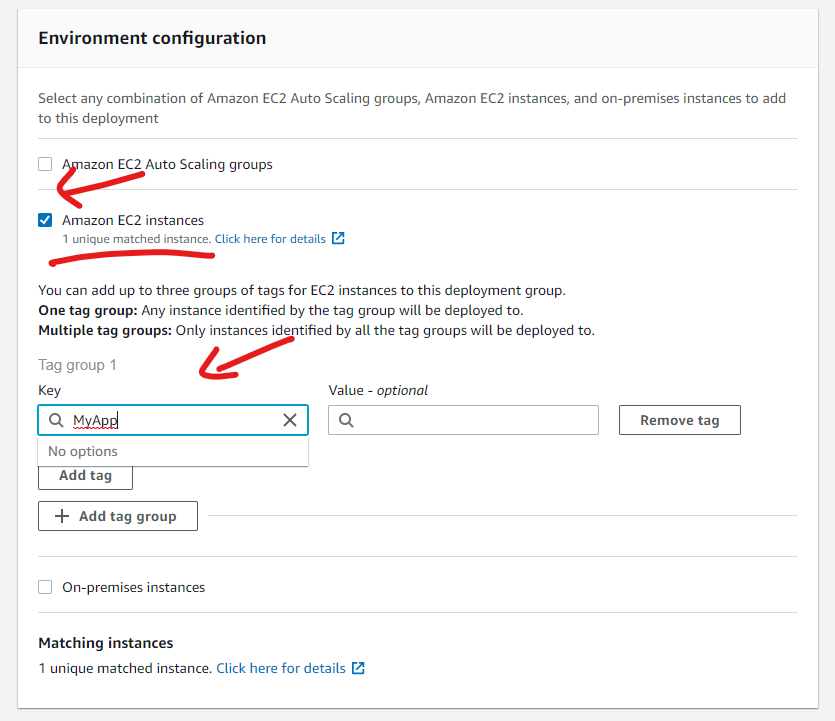 Environment configuration
Select any combination of Amazon EC2 Auto Scaling groups, Amazon EC2 instances, and on-premises instances to add
to this deployment
Amazon EC2 Auto Scaling groups
Amazon EC2 instances
1 unique matched instance. Click here for details
You can add up to three groups of tags for EC2 instances to this deployment group.
One tag group: Any instance identified by the tag group will be deployed to.
Multiple tag groups: Only instances identified by all the tag groups will be deployed to.
Tag group 1
Key Value - optional
MyApp Remove tag
No options
Add tag
Add tag group
On-premises instances
Matching instances
1 unique matched instance. Click here for details